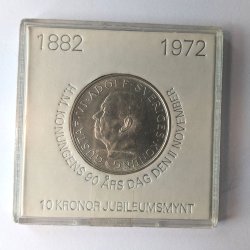 1882 1972
H.M. KONUNGENS 90 ÅRS DAG DEN 11 NOVEMBER
GUSTAF VI ADOLF SVERIGES KONUNG
10 KRONOR JUBILEUMSMYNT